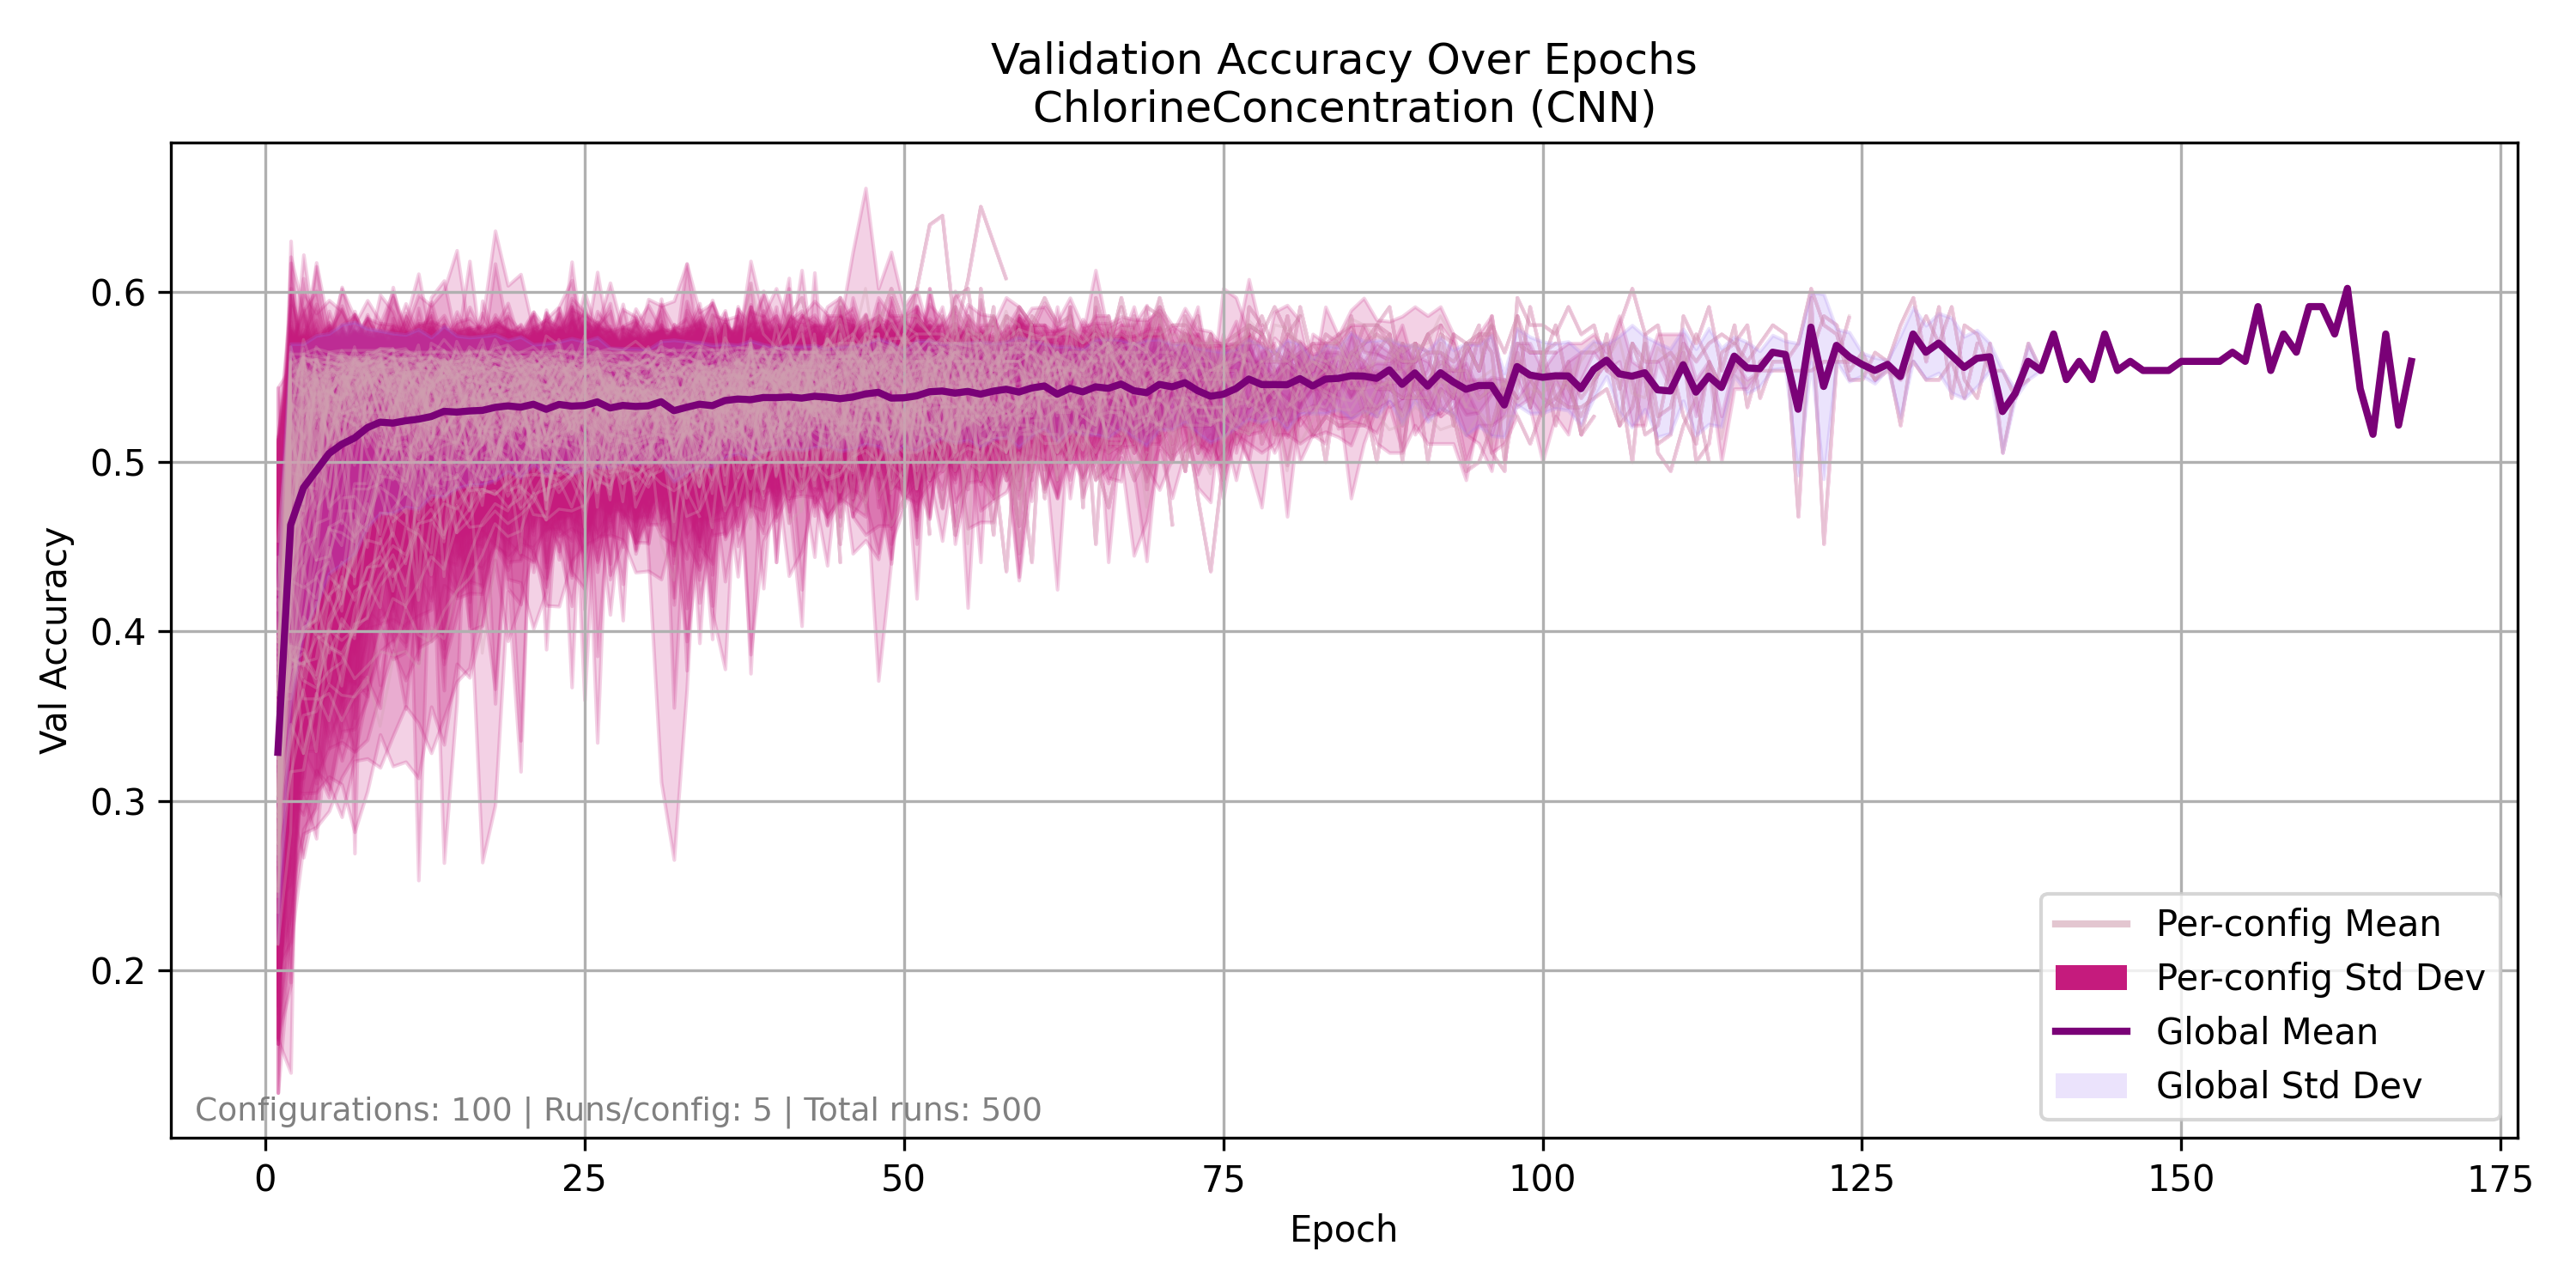 Validation Accuracy Over Epochs
ChlorineConcentration (CNN)
Val Accuracy
0.6
0.5
0.4
0.3
0.2
Configurations: 100 | Runs/config: 5 | Total runs: 500
Per-config Mean
Per-config Std Dev
Global Mean
Global Std Dev
0 25 50 75 100 125 150 175
Epoch